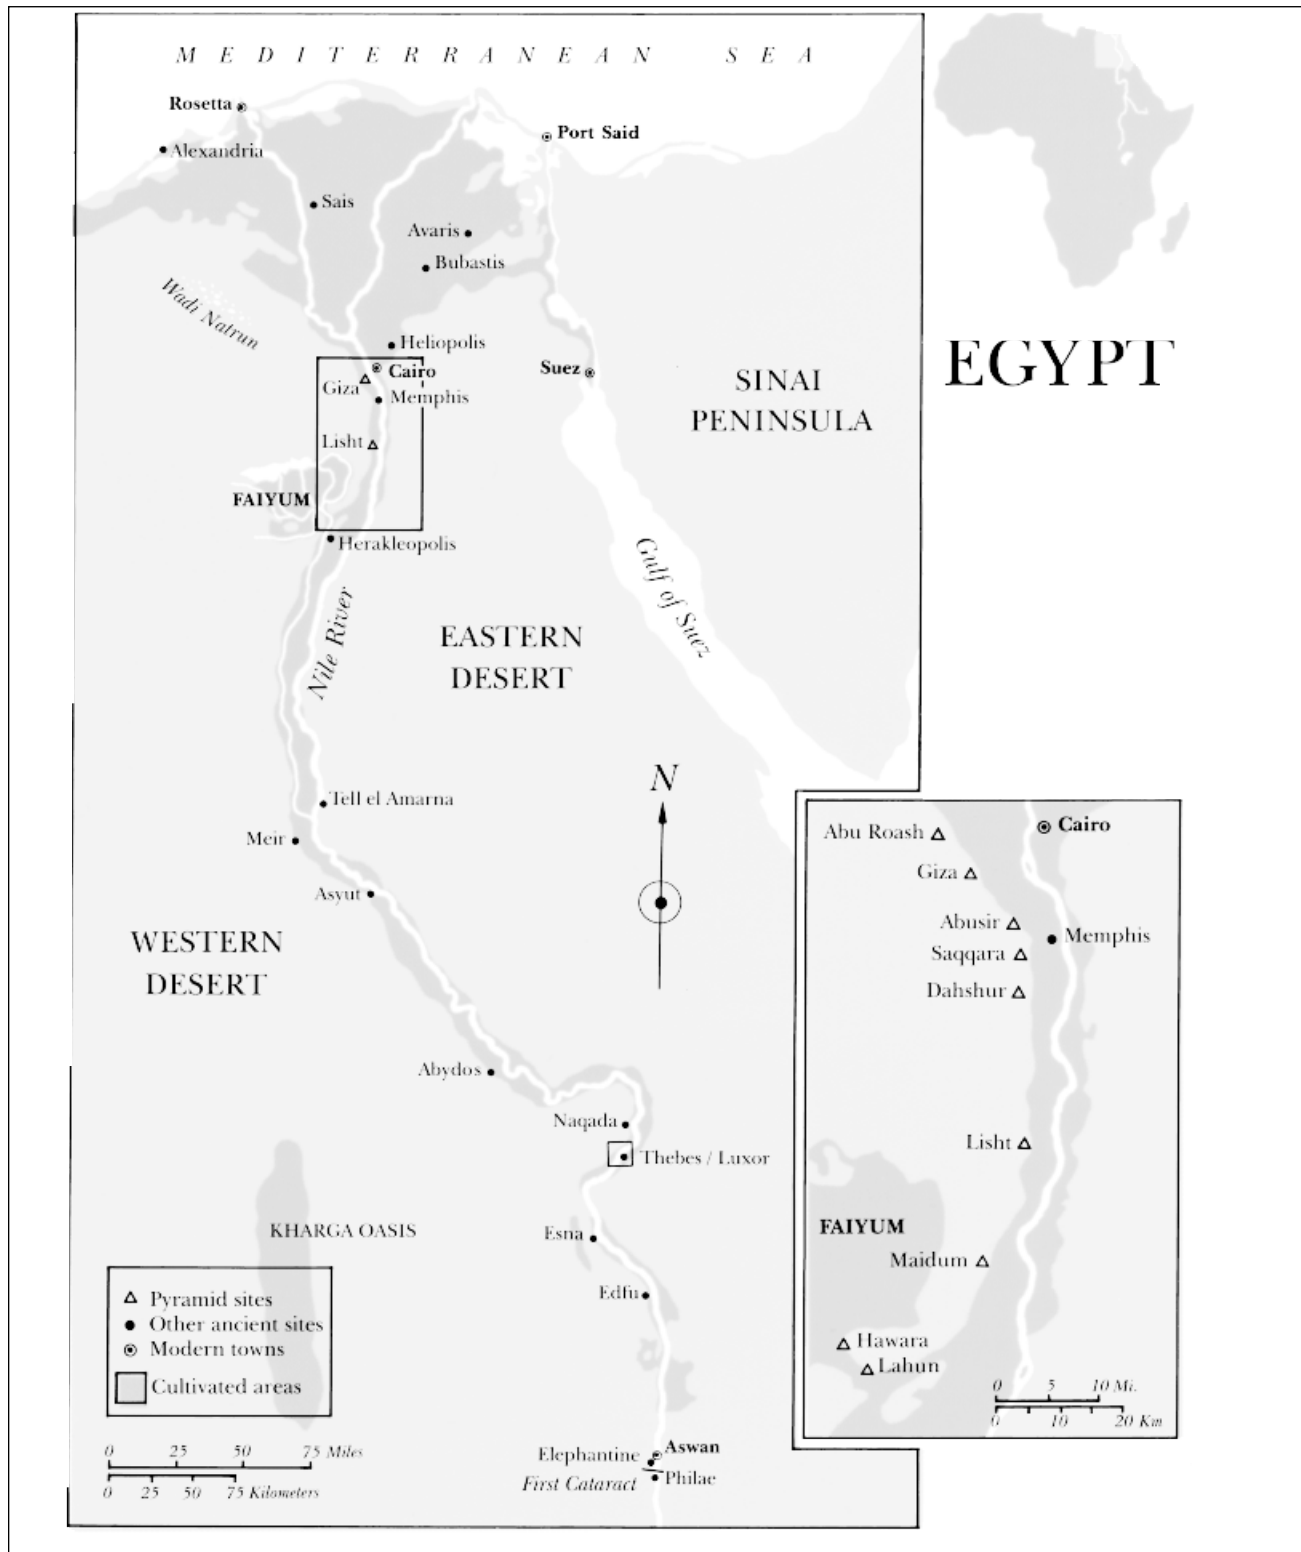 MEDITERRANEAN SEA
Rosetta
Port Said
Alexandria
Sais
Avaris
Bubastis
Wadi Natrun
Heliopolis
EGYPT
Cairo
Suez
SINAI
PENINSULA
Giza
Memphis
Lisht
FAIYUM
Herakleopolis
Gulf of Suez
Nile River
EASTERN
DESERT
N
Tell el Amarna
Meir
Asyut
WESTERN
DESERT
Abydos
Naqada
Thebes / Luxor
KHARGA OASIS
Esna
Edfu
Pyramid sites
Other ancient sites
Modern towns
Cultivated areas
0 25 50 75 Miles
0 25 50 75 Kilometers
Elephantine
Aswan
First Cataract
Philae
Abu Roash
Cairo
Giza
Abusir
Memphis
Saqqara
Dahshur
Lisht
FAIYUM
Maidum
Hawara
Lahun
0 5 10 Mi.
0 10 20 Km